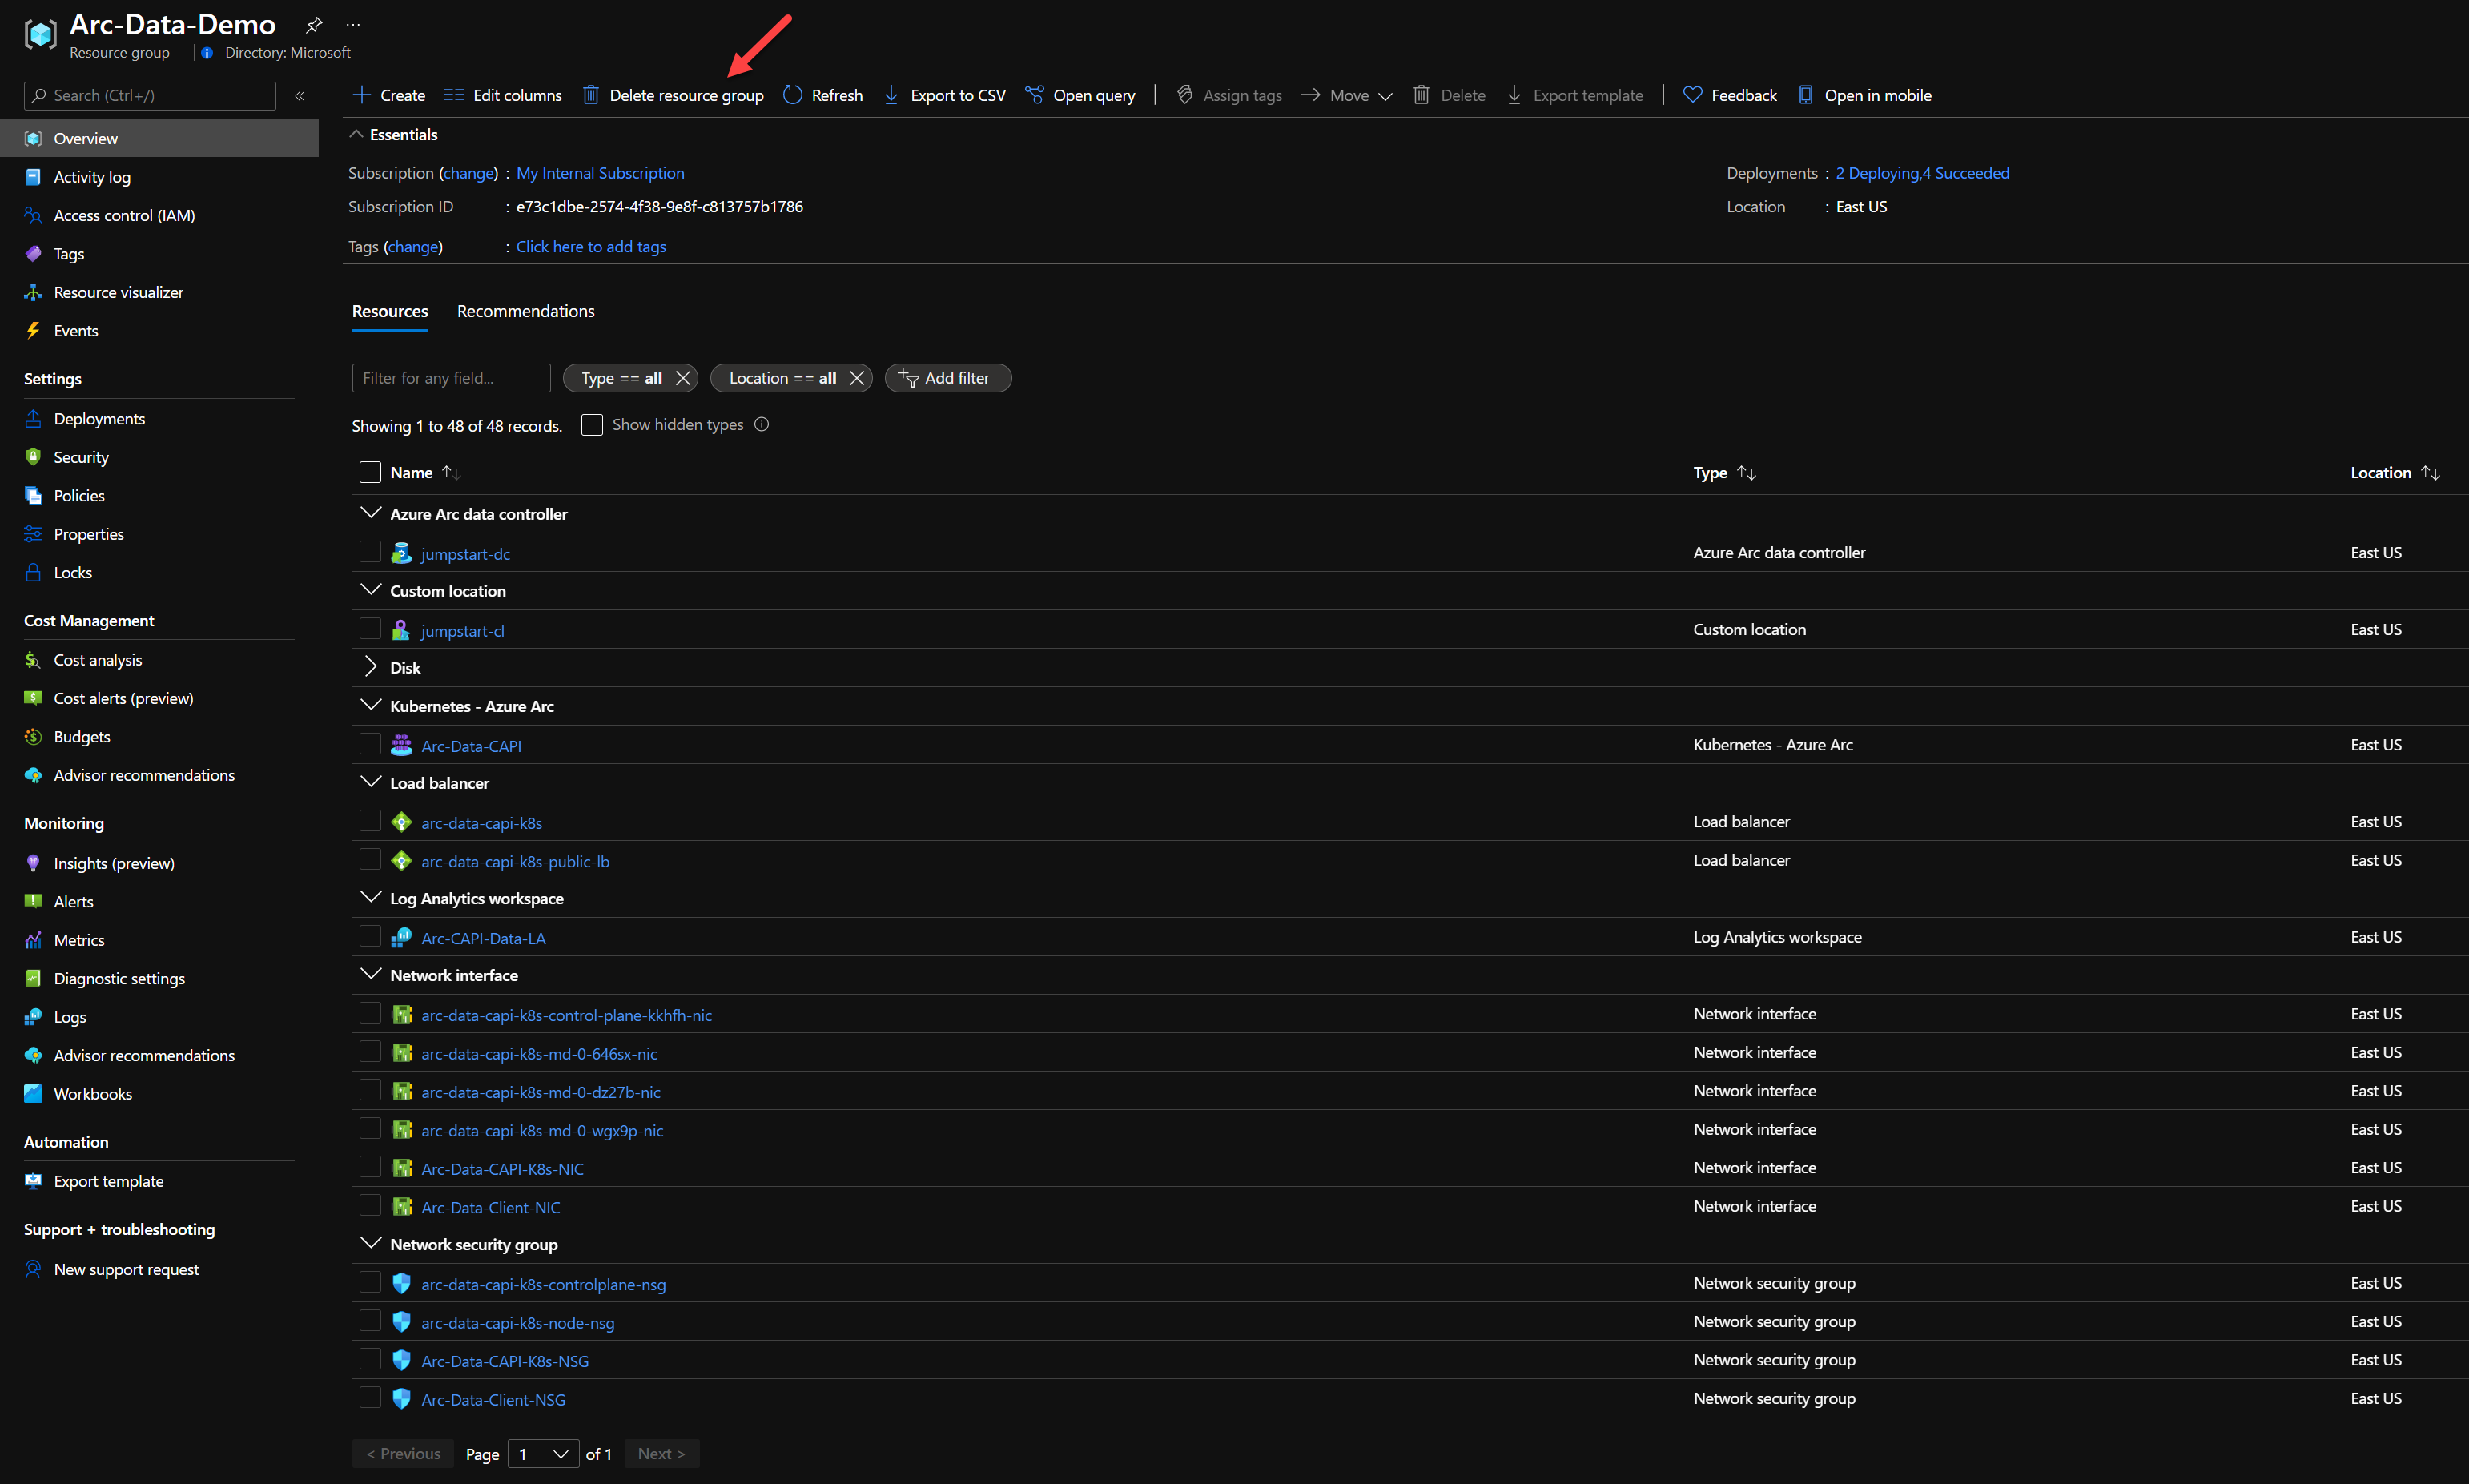 Arc-Data-Demo
Resource group
Directory: Microsoft
Search (Ctrl+/)
Overview
Activity log
Access control (IAM)
Tags
Resource visualizer
Events
Settings
Deployments
Security
Policies
Properties
Locks
Cost Management
Cost analysis
Cost alerts (preview)
Budgets
Advisor recommendations
Monitoring
Insights (preview)
Alerts
Metrics
Diagnostic settings
Logs
Advisor recommendations
Workbooks
Automation
Export template
Support + troubleshooting
New support request
Create Edit columns Delete resource group Refresh Export to CSV Open query Assign tags Move Delete Export template Feedback Open in mobile
Essentials
Subscription (change) : My Internal Subscription Deployments : 2 Deploying,4 Succeeded
Subscription ID : e73c1dbe-2574-4f38-9e8f-c813757b1786 Location : East US
Tags (change) : Click here to add tags
Resources Recommendations
Filter for any field... Type == all Location == all Add filter
Showing 1 to 48 of 48 records. Show hidden types
Name Type Location
Azure Arc data controller
jumpstart-dc Azure Arc data controller East US
Custom location
jumpstart-cl Custom location East US
Disk
Kubernetes - Azure Arc
Arc-Data-CAPI Kubernetes - Azure Arc East US
Load balancer
arc-data-capi-k8s Load balancer East US
arc-data-capi-k8s-public-lb Load balancer East US
Log Analytics workspace
Arc-CAPI-Data-LA Log Analytics workspace East US
Network interface
arc-data-capi-k8s-control-plane-kkhfh-nic Network interface East US
arc-data-capi-k8s-md-0-646sx-nic Network interface East US
arc-data-capi-k8s-md-0-dz27b-nic Network interface East US
arc-data-capi-k8s-md-0-wgx9p-nic Network interface East US
Arc-Data-CAPI-K8s-NIC Network interface East US
Arc-Data-Client-NIC Network interface East US
Network security group
arc-data-capi-k8s-controlplane-nsg Network security group East US
arc-data-capi-k8s-node-nsg Network security group East US
Arc-Data-CAPI-K8s-NSG Network security group East US
Arc-Data-Client-NSG Network security group East US
< Previous Page 1 of 1 Next >